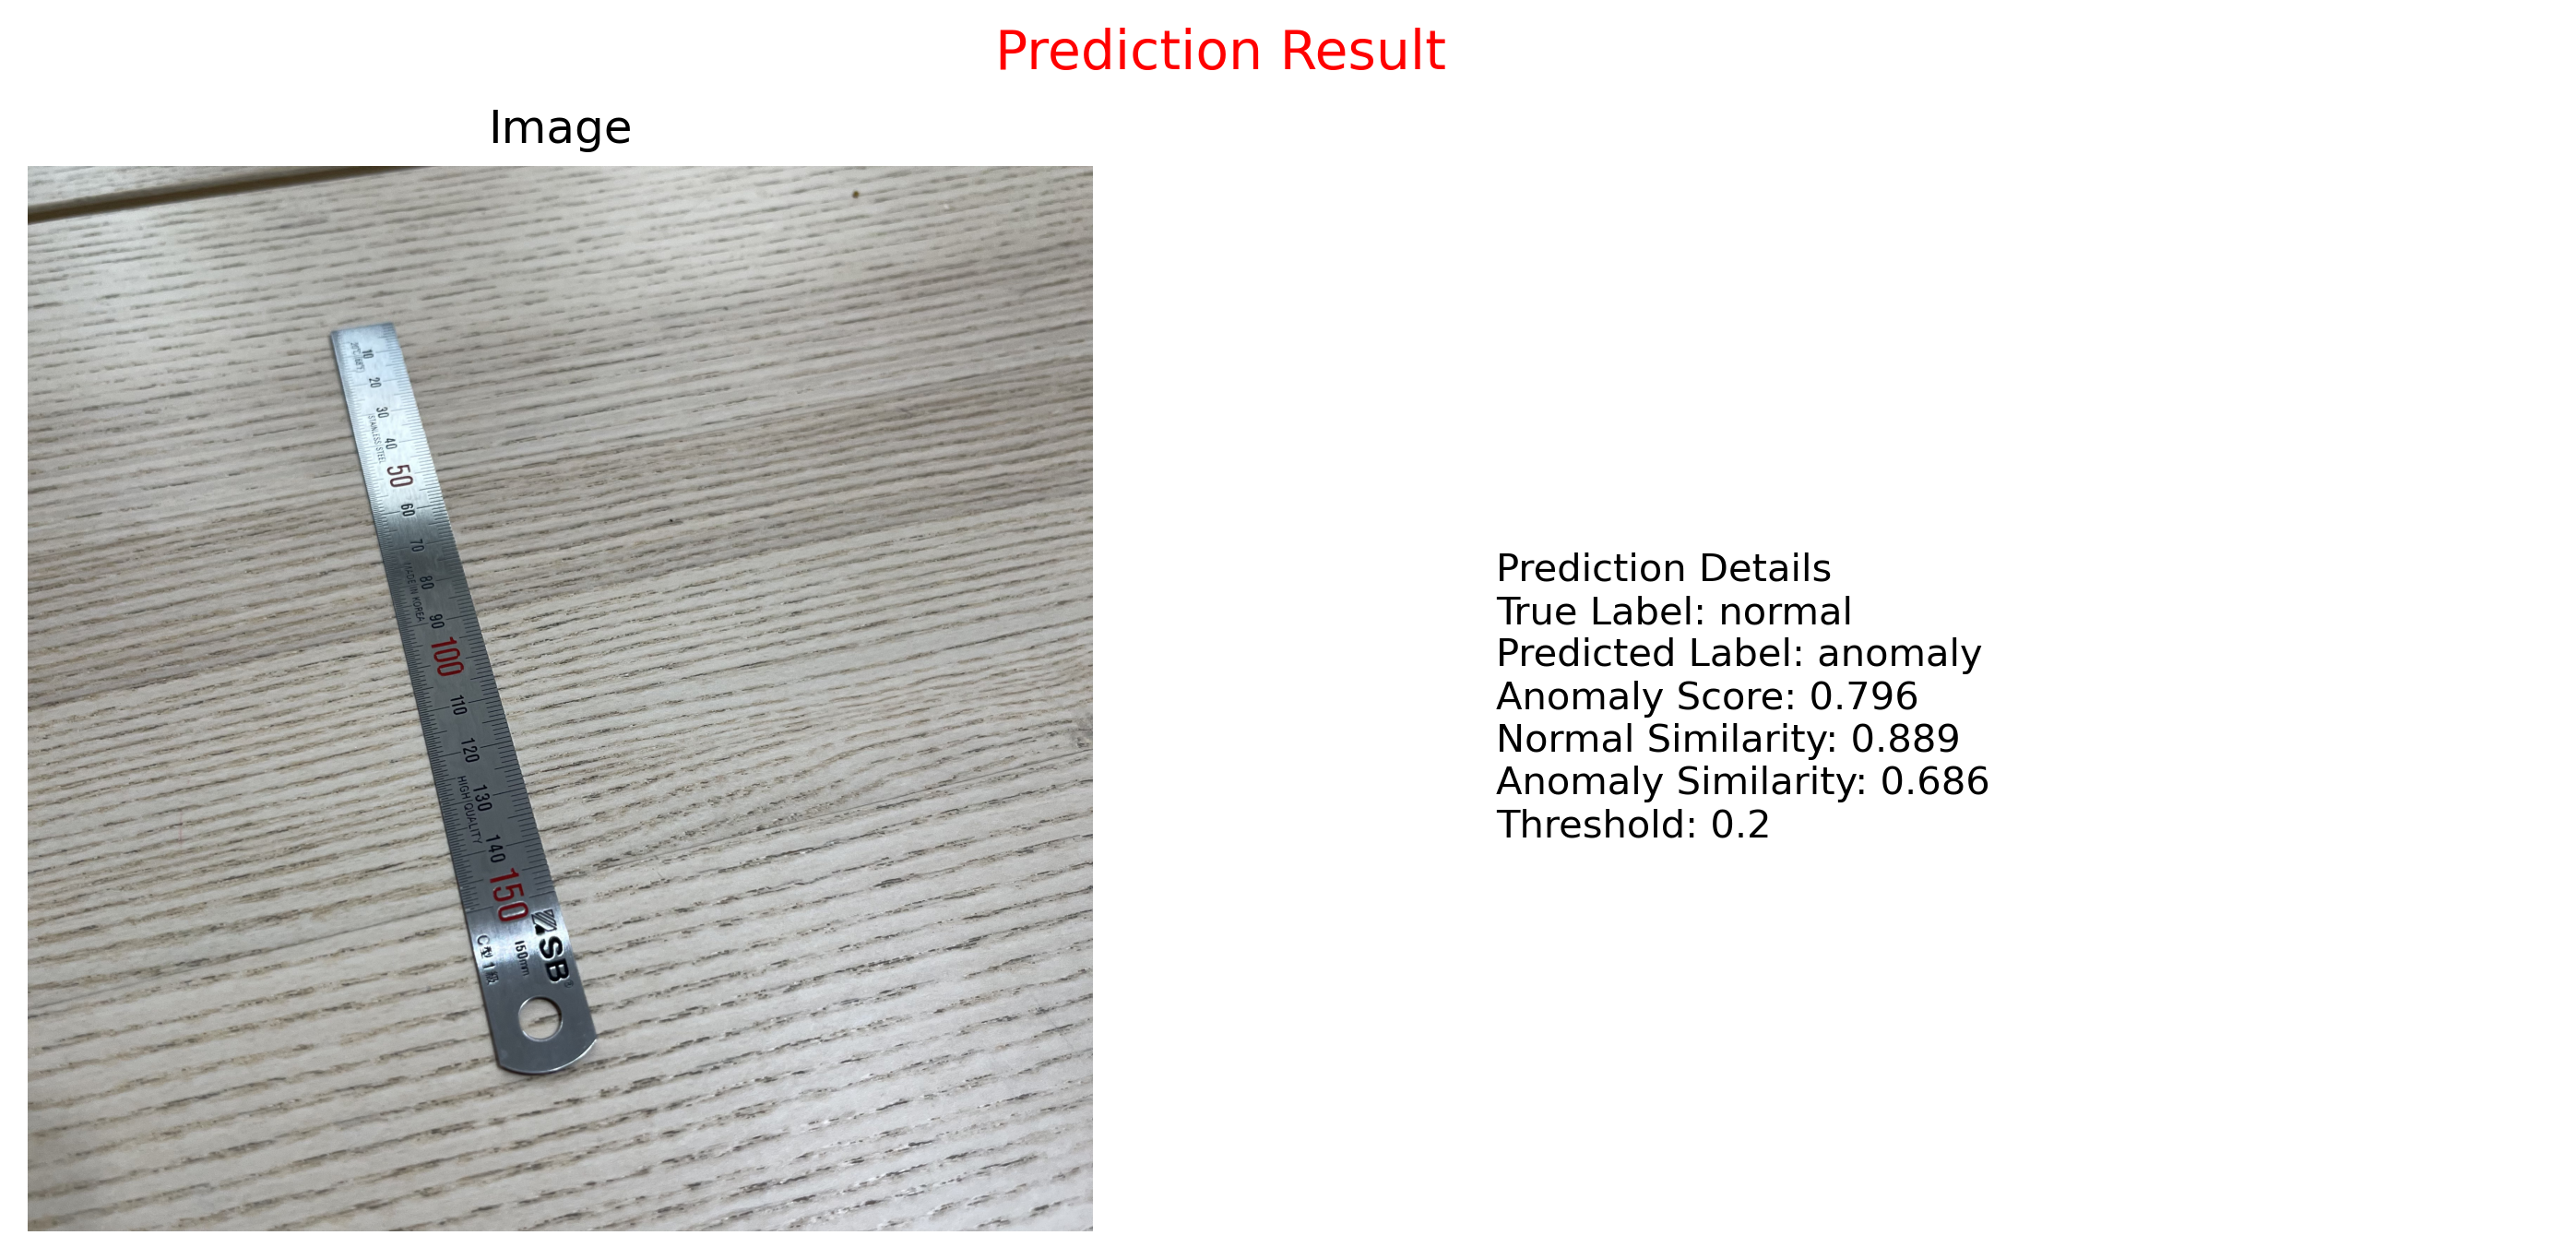 Prediction Result
Image
10
20
30
STAINLESS STEEL
40
50
60
70
80
MADE IN KOREA
90
100
110
120
130
HIGH QUALITY
140
150
SB
150mm
Prediction Details
True Label: normal
Predicted Label: anomaly
Anomaly Score: 0.796
Normal Similarity: 0.889
Anomaly Similarity: 0.686
Threshold: 0.2